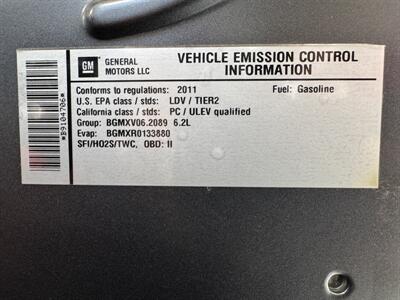 GM
GENERAL
MOTORS LLC
VEHICLE EMISSION CONTROL
INFORMATION
Conforms to regulations: 2011 Fuel: Gasoline
U.S. EPA class / stds: LDV / TIER2
California class / stds: PC / ULEV qualified
Group: BGMXV06.2089 6.2L
Evap: BGMXR0133880
SFI/HO2S/TWC, OBD: II
*B9104706*